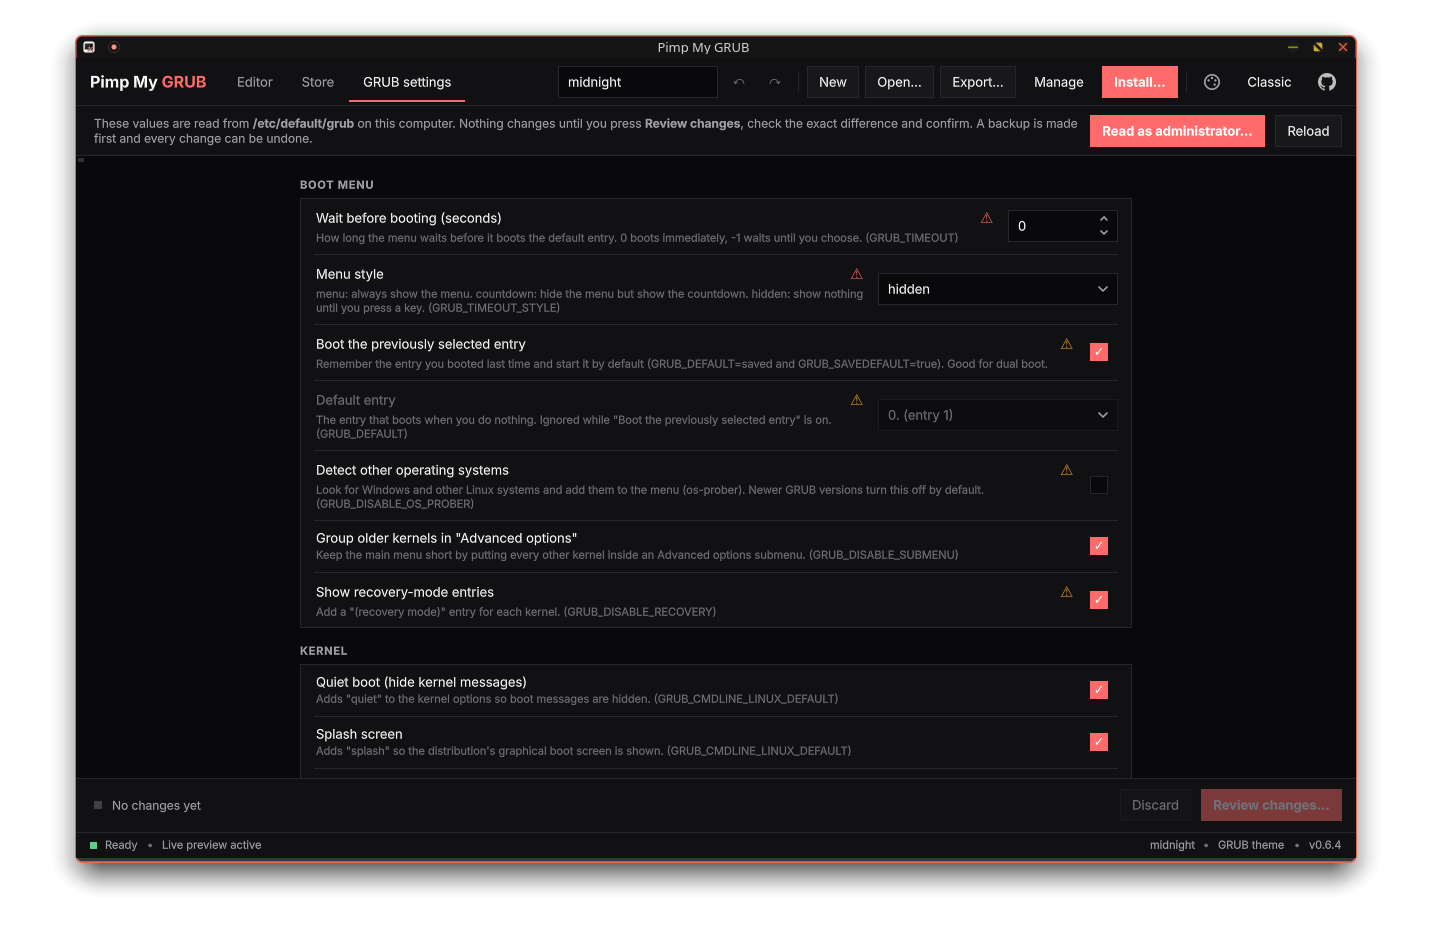 Pimp My GRUB
Pimp My GRUB
Editor
Store
GRUB settings
midnight
New
Open...
Export...
Manage
Install...
Classic
These values are read from /etc/default/grub on this computer. Nothing changes until you press Review changes, check the exact difference and confirm. A backup is made
first and every change can be undone.
Read as administrator...
Reload
BOOT MENU
Wait before booting (seconds)
How long the menu waits before it boots the default entry. 0 boots immediately, -1 waits until you choose. (GRUB_TIMEOUT)
0
Menu style
menu: always show the menu. countdown: hide the menu but show the countdown. hidden: show nothing
until you press a key. (GRUB_TIMEOUT_STYLE)
hidden
Boot the previously selected entry
Remember the entry you booted last time and start it by default (GRUB_DEFAULT=saved and GRUB_SAVEDEFAULT=true). Good for dual boot.
Default entry
The entry that boots when you do nothing. Ignored while "Boot the previously selected entry" is on.
(GRUB_DEFAULT)
0. (entry 1)
Detect other operating systems
Look for Windows and other Linux systems and add them to the menu (os-prober). Newer GRUB versions turn this off by default.
(GRUB_DISABLE_OS_PROBER)
Group older kernels in "Advanced options"
Keep the main menu short by putting every other kernel inside an Advanced options submenu. (GRUB_DISABLE_SUBMENU)
Show recovery-mode entries
Add a "(recovery mode)" entry for each kernel. (GRUB_DISABLE_RECOVERY)
KERNEL
Quiet boot (hide kernel messages)
Adds "quiet" to the kernel options so boot messages are hidden. (GRUB_CMDLINE_LINUX_DEFAULT)
Splash screen
Adds "splash" so the distribution's graphical boot screen is shown. (GRUB_CMDLINE_LINUX_DEFAULT)
No changes yet
Discard
Review changes...
Ready • Live preview active
midnight • GRUB theme • v0.6.4